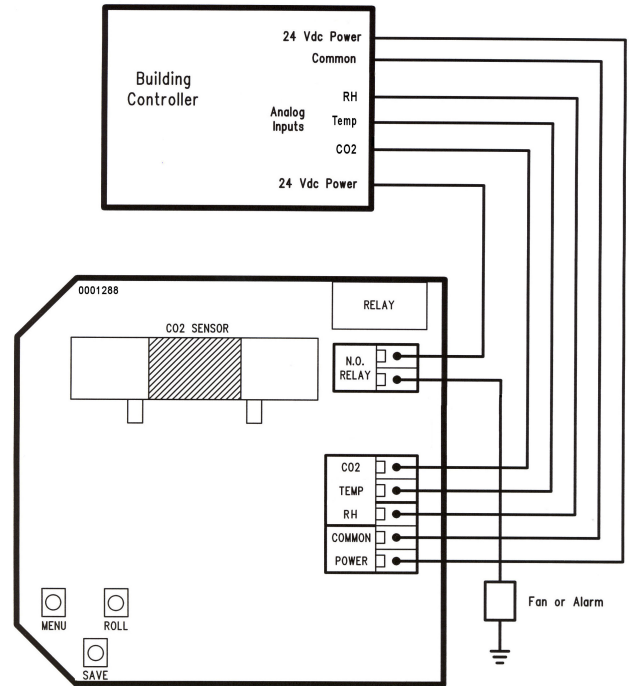 24 Vdc Power
Common
Building
Controller
RH
Analog
Inputs
Temp
CO2
24 Vdc Power
0001288
RELAY
CO2 SENSOR
N.O.
RELAY
CO2
TEMP
RH
COMMON
POWER
Fan or Alarm
MENU
ROLL
SAVE